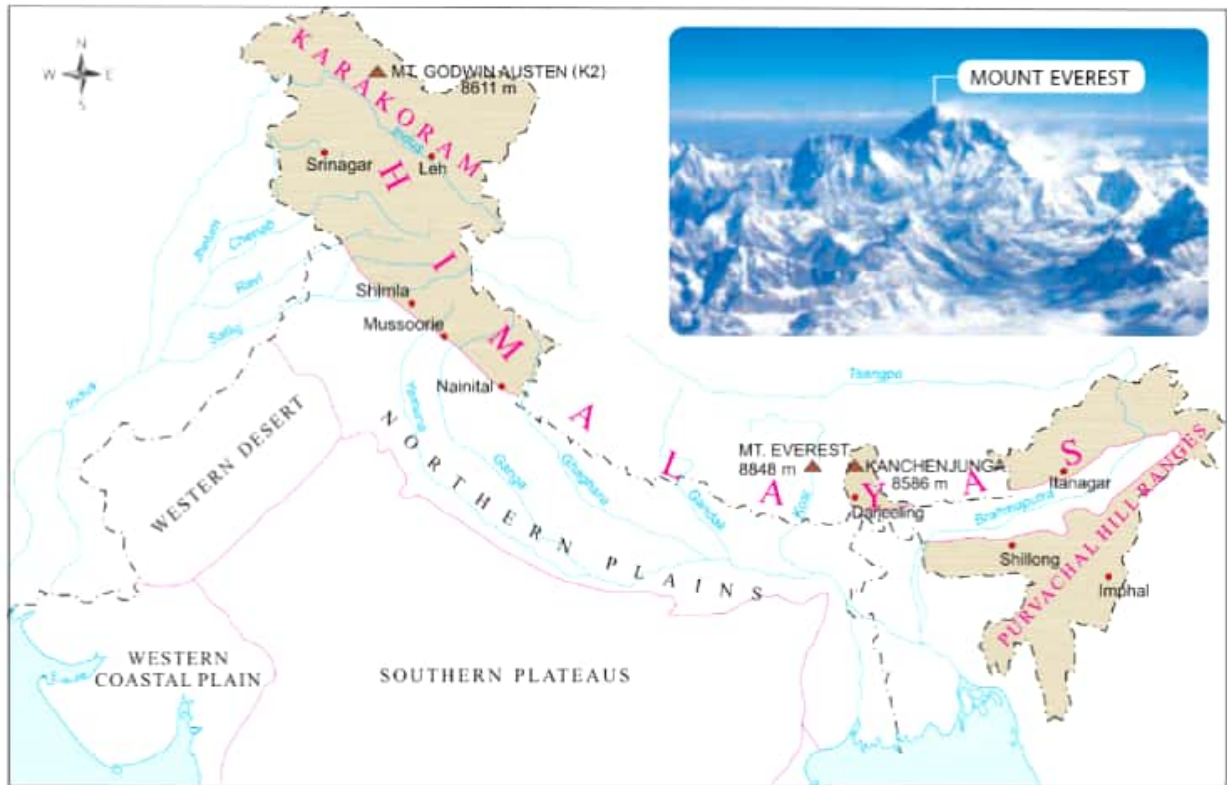 N
W E
S
KARAKORAM
MT. GODWIN AUSTEN (K2)
8611 m
MOUNT EVEREST
Indus
Srinagar
Leh
HIMALAYAS
Jhelum
Chenab
Ravi
Satluj
Indus
Shimla
Mussoorie
Nainital
Tsangpo
WESTERN DESERT
NORTHERN PLAINS
Yamuna
Ganga
Ghaghara
Gandak
Kosi
MT. EVEREST
8848 m
KANCHENJUNGA
8586 m
Darjeeling
Itanagar
Brahmaputra
PURVACHAL HILL RANGES
Shillong
Imphal
WESTERN
COASTAL PLAIN
SOUTHERN PLATEAUS